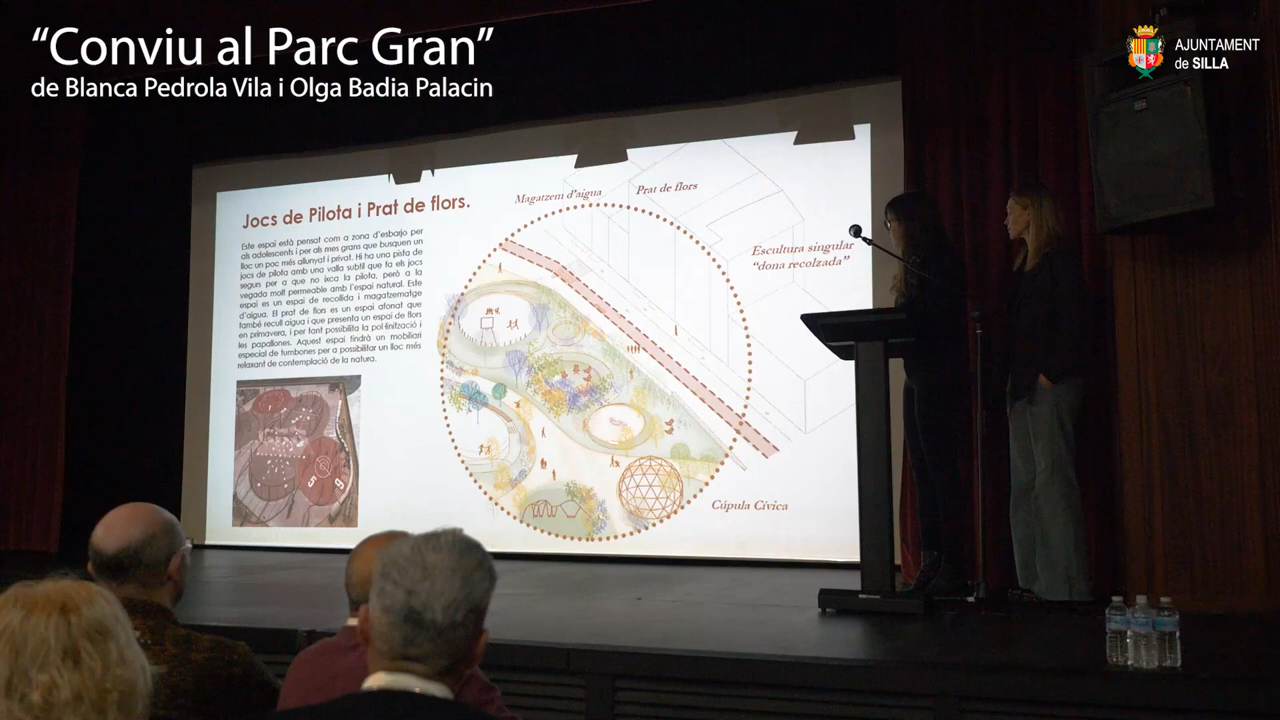 “Conviu al Parc Gran”
de Blanca Pedrola Vila i Olga Badia Palacin
AJUNTAMENT
de SILLA
Jocs de Pilota i Prat de flors.
Este espai està pensat com a zona d'esbarjo per
als adolescents i per als mes grans que busquen un
lloc un poc més allunyat i privat. Hi ha una pista de
jocs de pilota amb una valla subtil que fa els jocs
segurs per a que no ixca la pilota, però a la
vegada molt permeable amb l'espai natural. Este
espai es un espai de recollida i magatzematge
d'aigua. El prat de flors es un espai afonat que
també recull aigua i que presenta un espai de flors
en primavera, i per tant possibilita la pol·linització i
les papallones. Aquest espai tindrà un mobiliari
especial de tumbones per a possibilitar un lloc més
relaxant de contemplació de la natura.
Magatzem d'aigua
Prat de flors
Escultura singular
“dona recolzada”
Cúpula Cívica